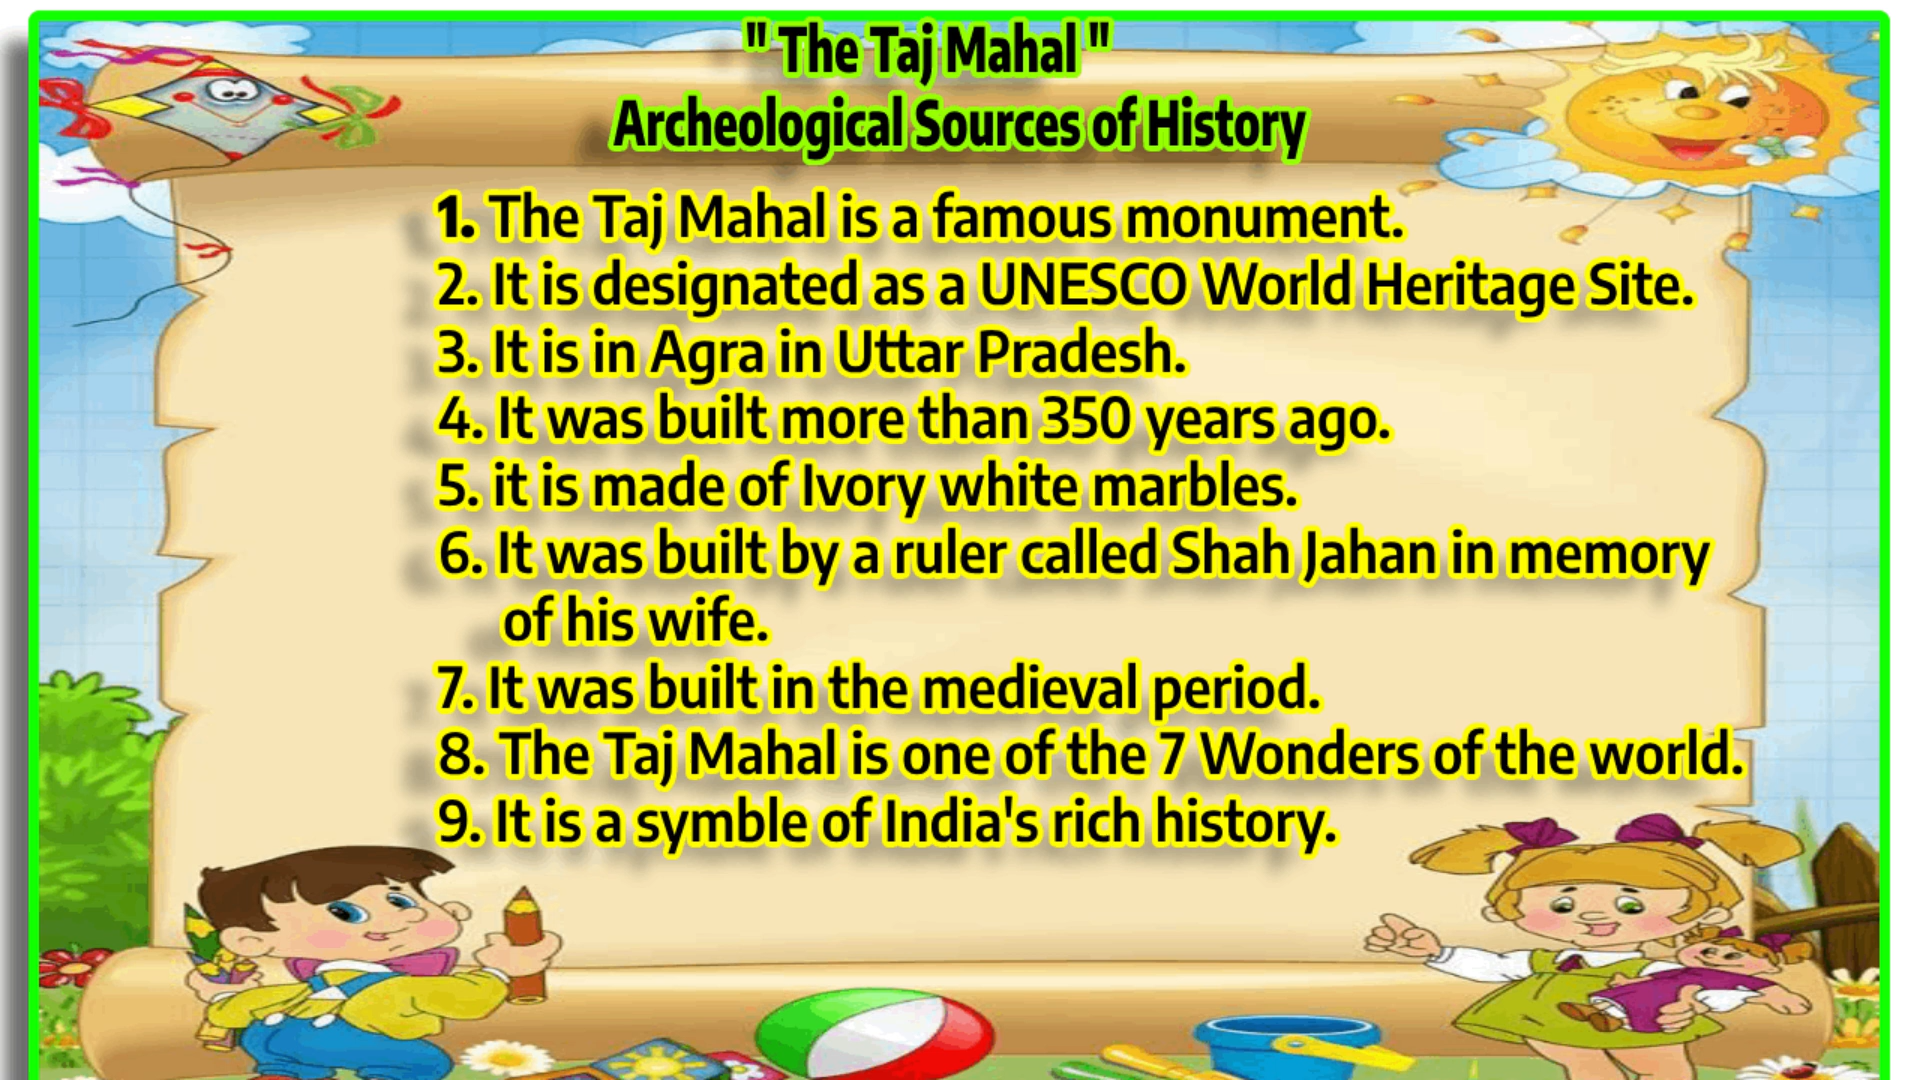 " The Taj Mahal "
Archeological Sources of History
1. The Taj Mahal is a famous monument.
2. It is designated as a UNESCO World Heritage Site.
3. It is in Agra in Uttar Pradesh.
4. It was built more than 350 years ago.
5. it is made of Ivory white marbles.
6. It was built by a ruler called Shah Jahan in memory
of his wife.
7. It was built in the medieval period.
8. The Taj Mahal is one of the 7 Wonders of the world.
9. It is a symble of India's rich history.